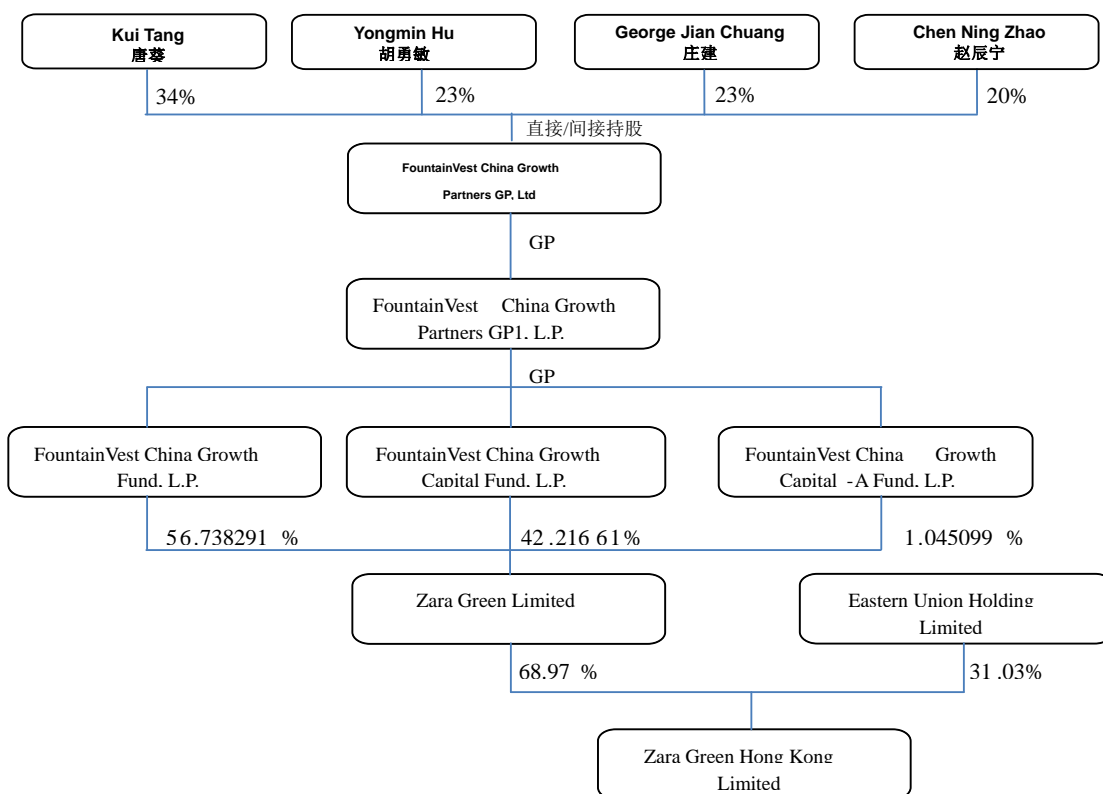 Kui Tang
唐葵
Yongmin Hu
胡勇敏
George Jian Chuang
庄建
Chen Ning Zhao
赵辰宁
34%
23%
23%
20%
直接/间接持股
FountainVest China Growth
Partners GP, Ltd
GP
FountainVest China Growth
Partners GP1, L.P.
GP
FountainVest China Growth
Fund, L.P.
FountainVest China Growth
Capital Fund, L.P.
FountainVest China Growth
Capital -A Fund, L.P.
56.738291 %
42.216 61%
1.045099 %
Zara Green Limited
Eastern Union Holding
Limited
68.97 %
31.03%
Zara Green Hong Kong
Limited